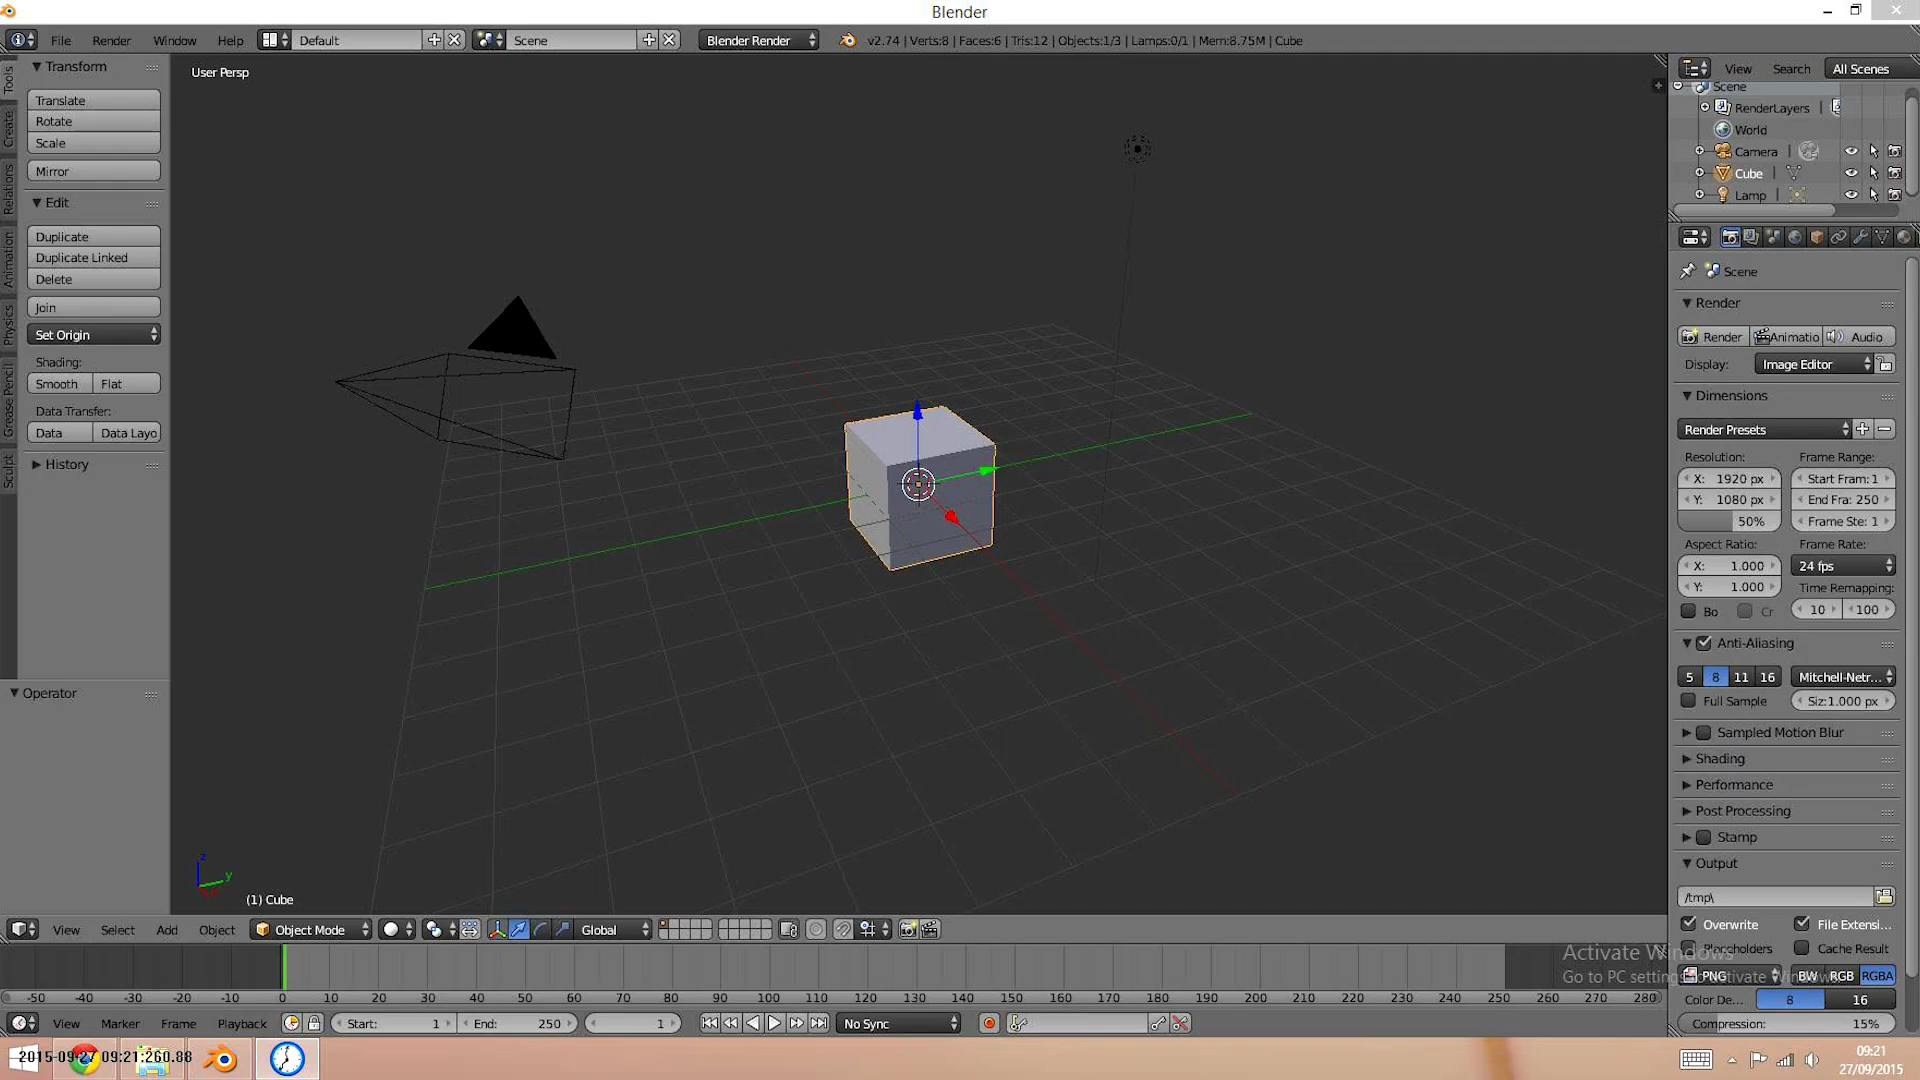 Blender
File Render Window Help Default Scene Blender Render v2.74 | Verts:8 | Faces:6 | Tris:12 | Objects:1/3 | Lamps:0/1 | Mem:8.75M | Cube
Tools
Create
Relations
Animation
Physics
Grease Pencil
Sculpt
Transform
Translate
Rotate
Scale
Mirror
Edit
Duplicate
Duplicate Linked
Delete
Join
Set Origin
Shading:
Smooth Flat
Data Transfer:
Data Data Layo
History
Operator
User Persp
z
y
(1) Cube
View Search All Scenes
Scene
RenderLayers
World
Camera
Cube
Lamp
Scene
Render
Render Animatio Audio
Display: Image Editor
Dimensions
Render Presets
Resolution: Frame Range:
X: 1920 px Start Fram: 1
Y: 1080 px End Fra: 250
50% Frame Ste: 1
Aspect Ratio: Frame Rate:
X: 1.000 24 fps
Y: 1.000 Time Remapping:
Bo Cr 10 100
Anti-Aliasing
5 8 11 16 Mitchell-Netr...
Full Sample Siz:1.000 px
Sampled Motion Blur
Shading
Performance
Post Processing
Stamp
Output
/tmp\
Overwrite File Extensi...
Placeholders Cache Result
PNG BW RGB RGBA
Color De... 8 16
Compression: 15%
View Select Add Object Object Mode Global
Activate Windows
Go to PC settings to activate Windows.
-50 -40 -30 -20 -10 0 10 20 30 40 50 60 70 80 90 100 110 120 130 140 150 160 170 180 190 200 210 220 230 240 250 260 270 280
View Marker Frame Playback Start: 1 End: 250 1 No Sync
2015-09-27 09:21:260.88
09:21
27/09/2015